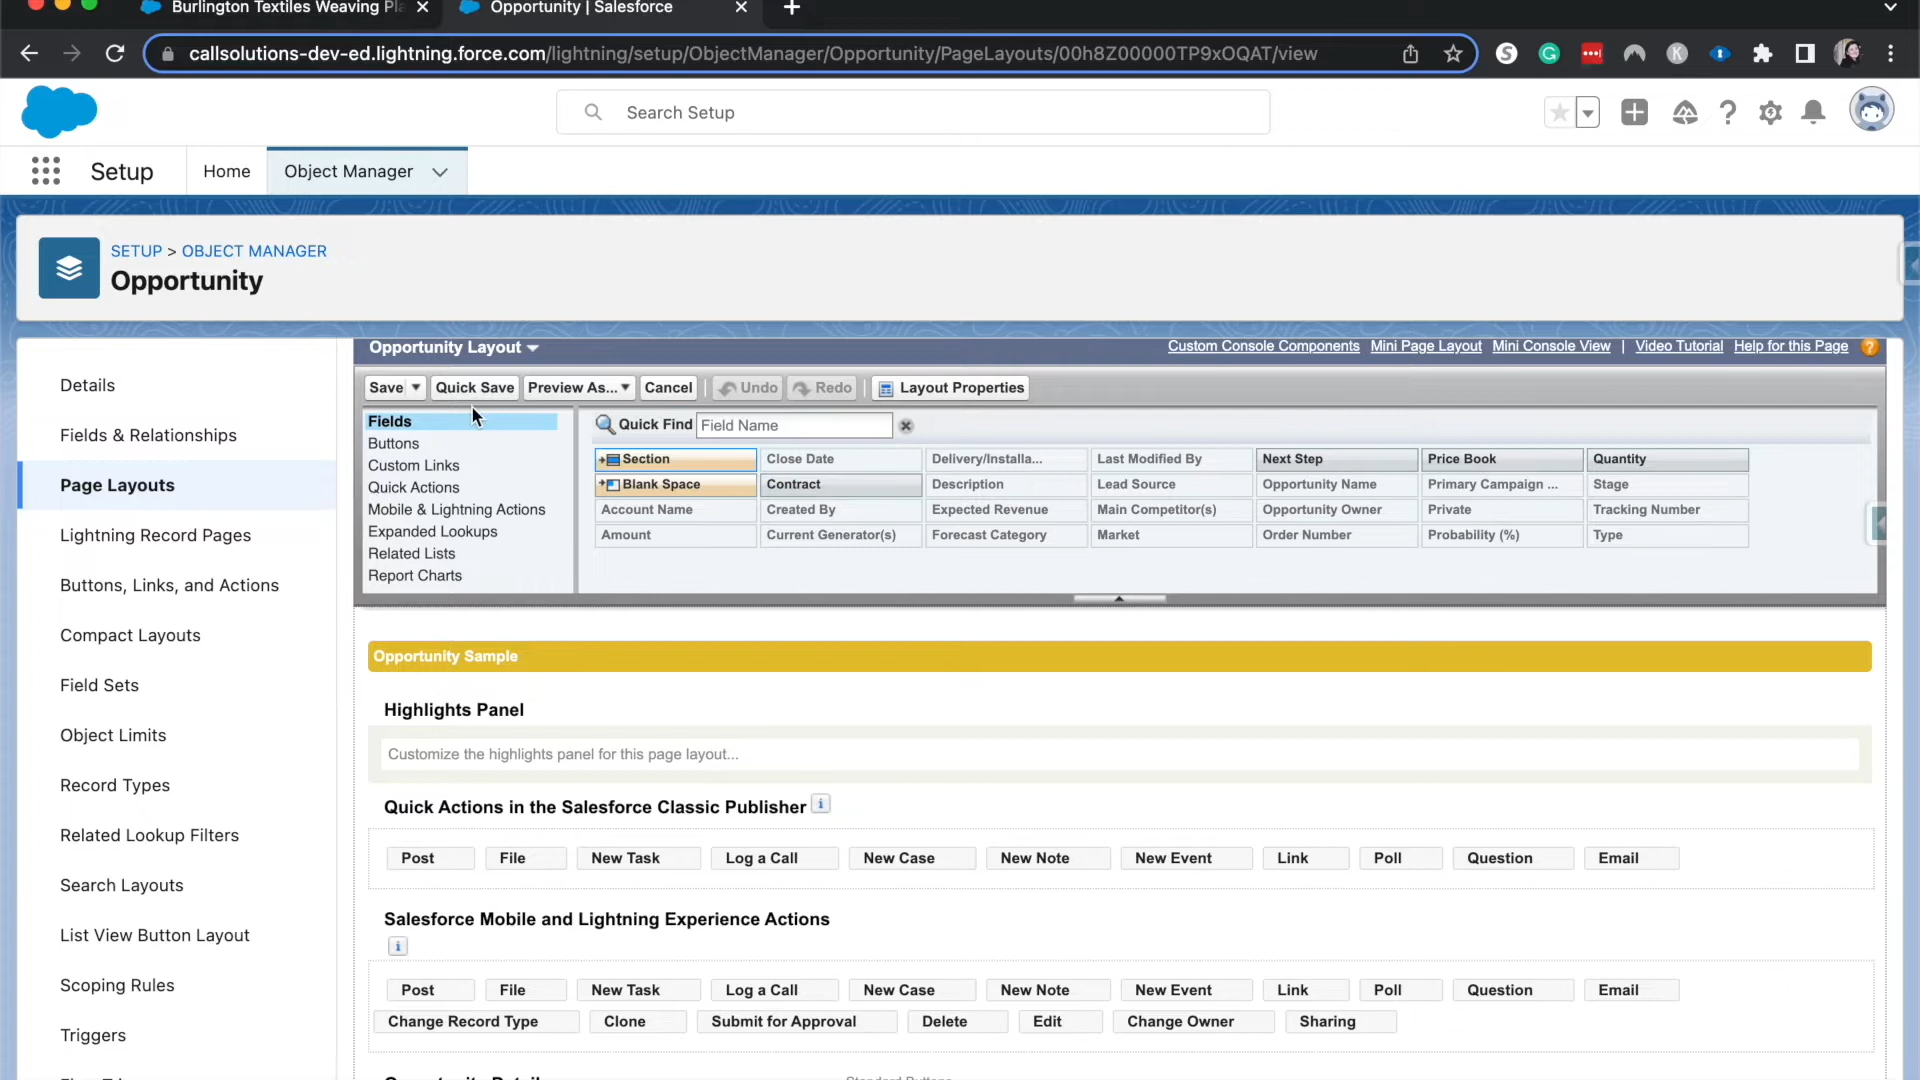 Burlington Textiles Weaving Pla
Opportunity | Salesforce
callsolutions-dev-ed.lightning.force.com/lightning/setup/ObjectManager/Opportunity/PageLayouts/00h8Z00000TP9xOQAT/view
Search Setup
Setup
Home
Object Manager
SETUP > OBJECT MANAGER
Opportunity
Details
Fields & Relationships
Page Layouts
Lightning Record Pages
Buttons, Links, and Actions
Compact Layouts
Field Sets
Object Limits
Record Types
Related Lookup Filters
Search Layouts
List View Button Layout
Scoping Rules
Triggers
Opportunity Layout
Custom Console Components Mini Page Layout Mini Console View | Video Tutorial Help for this Page ?
Save Quick Save Preview As... Cancel Undo Redo Layout Properties
Fields
Buttons
Custom Links
Quick Actions
Mobile & Lightning Actions
Expanded Lookups
Related Lists
Report Charts
Quick Find Field Name
Section Close Date Delivery/Installa... Last Modified By Next Step Price Book Quantity
Blank Space Contract Description Lead Source Opportunity Name Primary Campaign ... Stage
Account Name Created By Expected Revenue Main Competitor(s) Opportunity Owner Private Tracking Number
Amount Current Generator(s) Forecast Category Market Order Number Probability (%) Type
Opportunity Sample
Highlights Panel
Customize the highlights panel for this page layout...
Quick Actions in the Salesforce Classic Publisher i
Post File New Task Log a Call New Case New Note New Event Link Poll Question Email
Salesforce Mobile and Lightning Experience Actions
i
Post File New Task Log a Call New Case New Note New Event Link Poll Question Email
Change Record Type Clone Submit for Approval Delete Edit Change Owner Sharing